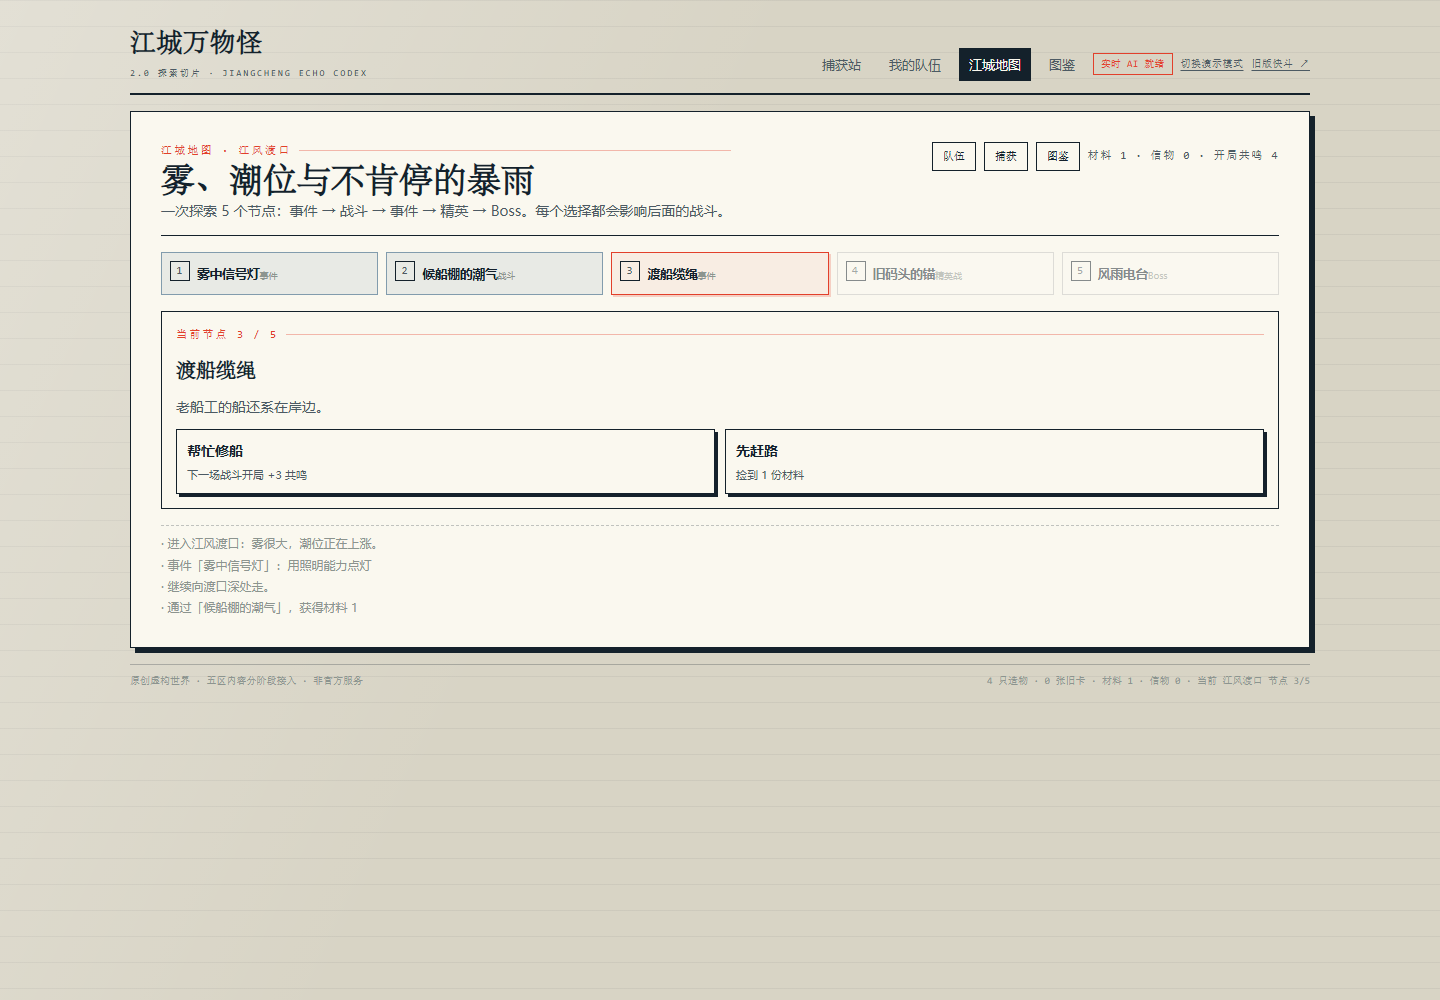 江城万物怪
2.0 探索切片 · JIANGCHENG ECHO CODEX
捕获站 我的队伍 江城地图 图鉴 实时 AI 就绪 切换演示模式 旧版快斗 ↗
江城地图 · 江风渡口
雾、潮位与不肯停的暴雨
一次探索 5 个节点：事件 → 战斗 → 事件 → 精英 → Boss。每个选择都会影响后面的战斗。
队伍 捕获 图鉴 材料 1 · 信物 0 · 开局共鸣 4
1 雾中信号灯事件
2 候船棚的潮气战斗
3 渡船缆绳事件
4 旧码头的锚精英战
5 风雨电台Boss
当前节点 3 / 5
渡船缆绳
老船工的船还系在岸边。
帮忙修船
下一场战斗开局 +3 共鸣
先赶路
捡到 1 份材料
· 进入江风渡口：雾很大，潮位正在上涨。
· 事件「雾中信号灯」：用照明能力点灯
· 继续向渡口深处走。
· 通过「候船棚的潮气」，获得材料 1
原创虚构世界 · 五区内容分阶段接入 · 非官方服务
4 只造物 · 0 张旧卡 · 材料 1 · 信物 0 · 当前 江风渡口 节点 3/5